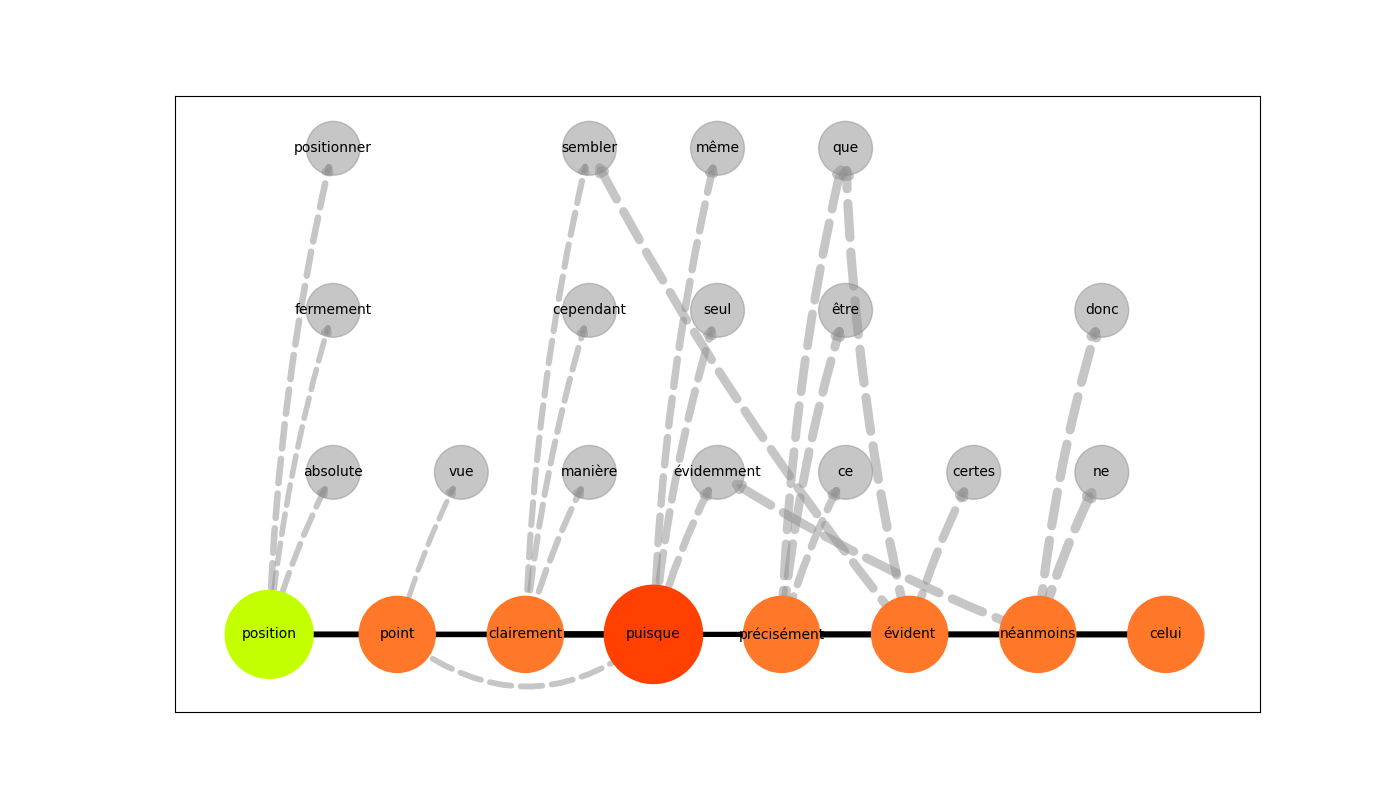 positionner sembler même que
fermement cependant seul être donc
absolute vue manière évidemment ce certes ne
position point clairement puisque précisément évident néanmoins celui